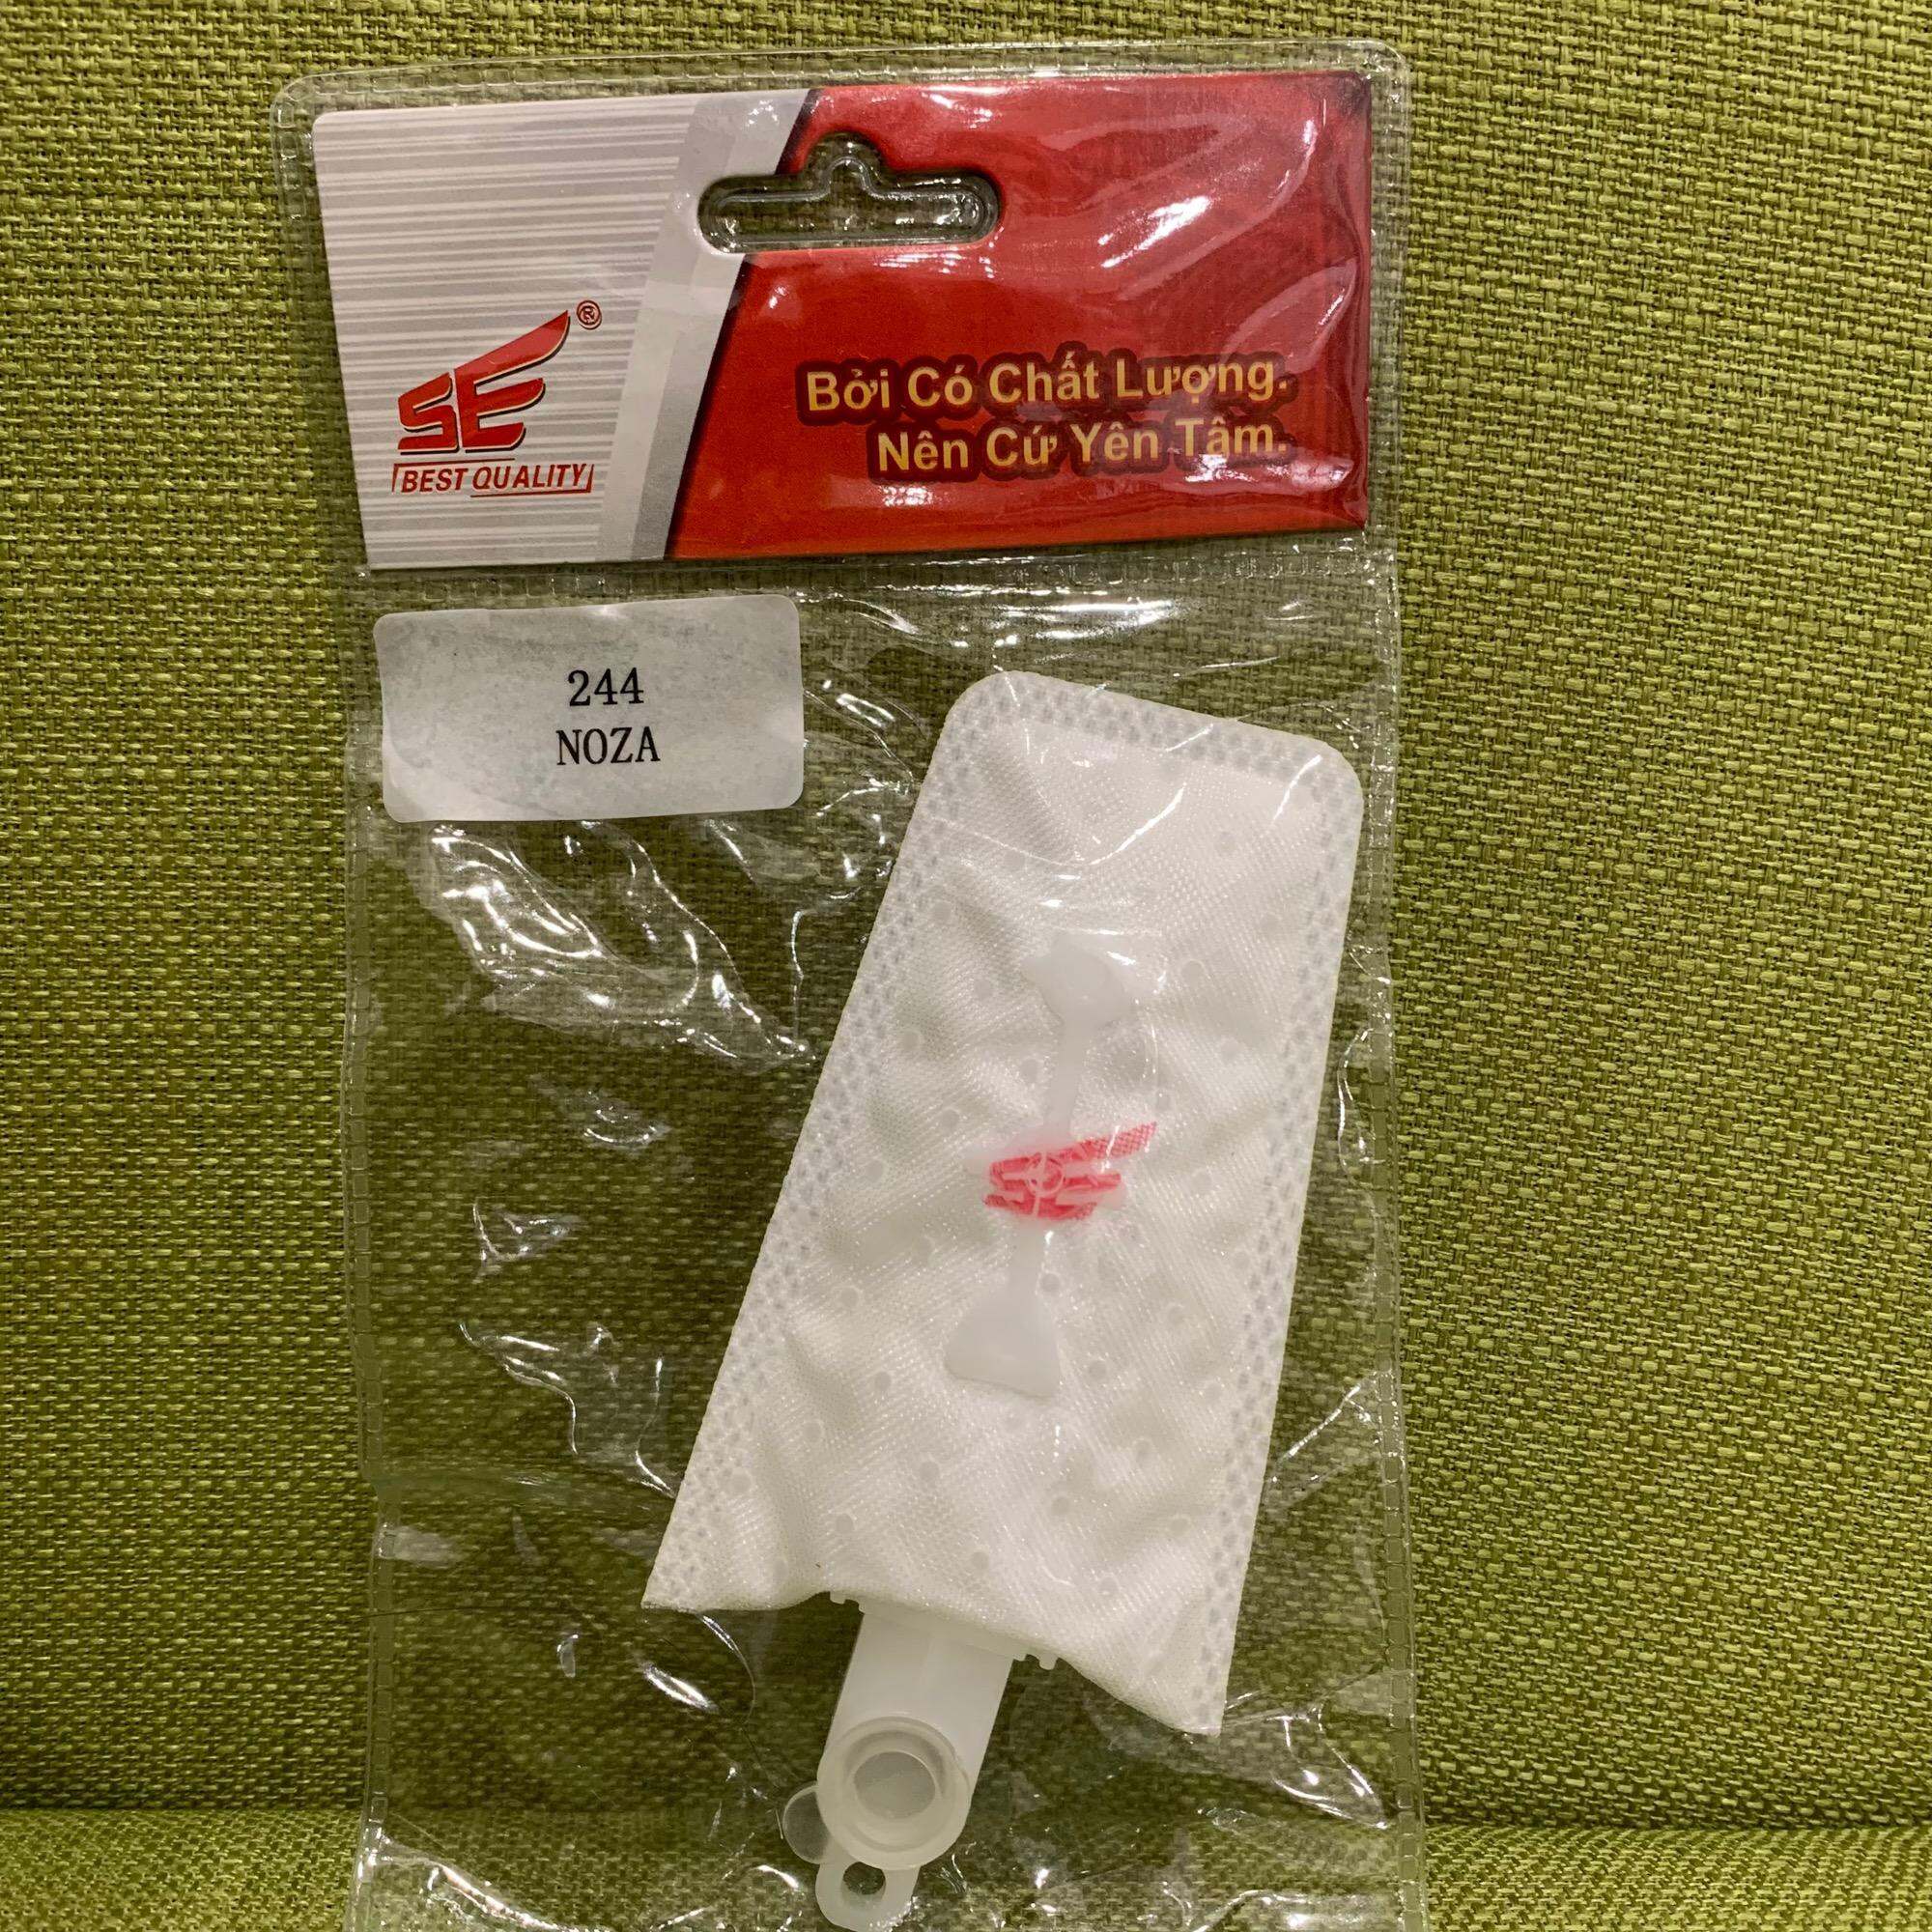 SE®
BEST QUALITY
Bởi Có Chất Lượng.
Nên Cứ Yên Tâm.
244
NOZA
SE